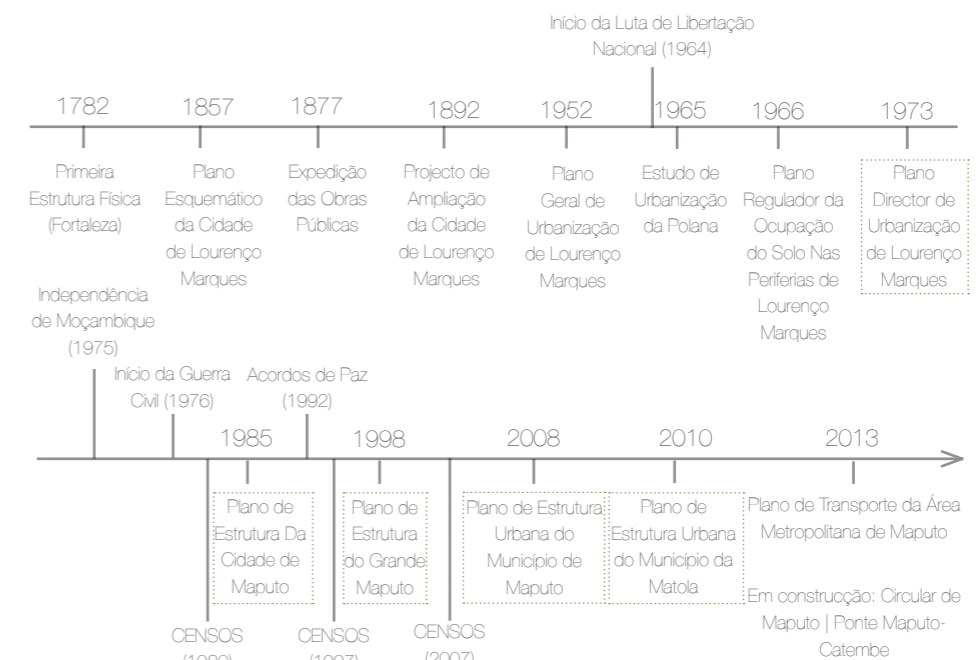 Início da Luta de Libertação
Nacional (1964)
1782
1857
1877
1892
1952
1965
1966
1973
Primeira
Estrutura Física
(Fortaleza)
Plano
Esquemático
da Cidade
de Lourenço
Marques
Expedição
das Obras
Públicas
Projecto de
Ampliação
da Cidade
de Lourenço
Marques
Plano
Geral de
Urbanização
de Lourenço
Marques
Estudo de
Urbanização
da Polana
Plano
Regulador da
Ocupação
do Solo Nas
Periferias de
Lourenço
Marques
Plano
Director de
Urbanização
de Lourenço
Marques
Independência
de Moçambique
(1975)
Início da Guerra
Civil (1976)
Acordos de Paz
(1992)
1985
1998
2008
2010
2013
Plano de
Estrutura Da
Cidade de
Maputo
Plano de
Estrutura
do Grande
Maputo
Plano de Estrutura
Urbana do
Município de
Maputo
Plano de
Estrutura Urbana
do Município da
Matola
Plano de Transporte da Área
Metropolitana de Maputo
Em construcção: Circular de
Maputo | Ponte Maputo-
Catembe
CENSOS
CENSOS
CENSOS
(2007)